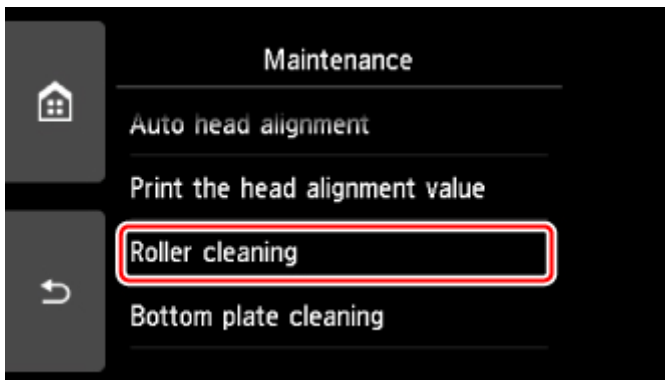 Maintenance
Auto head alignment
Print the head alignment value
Roller cleaning
Bottom plate cleaning